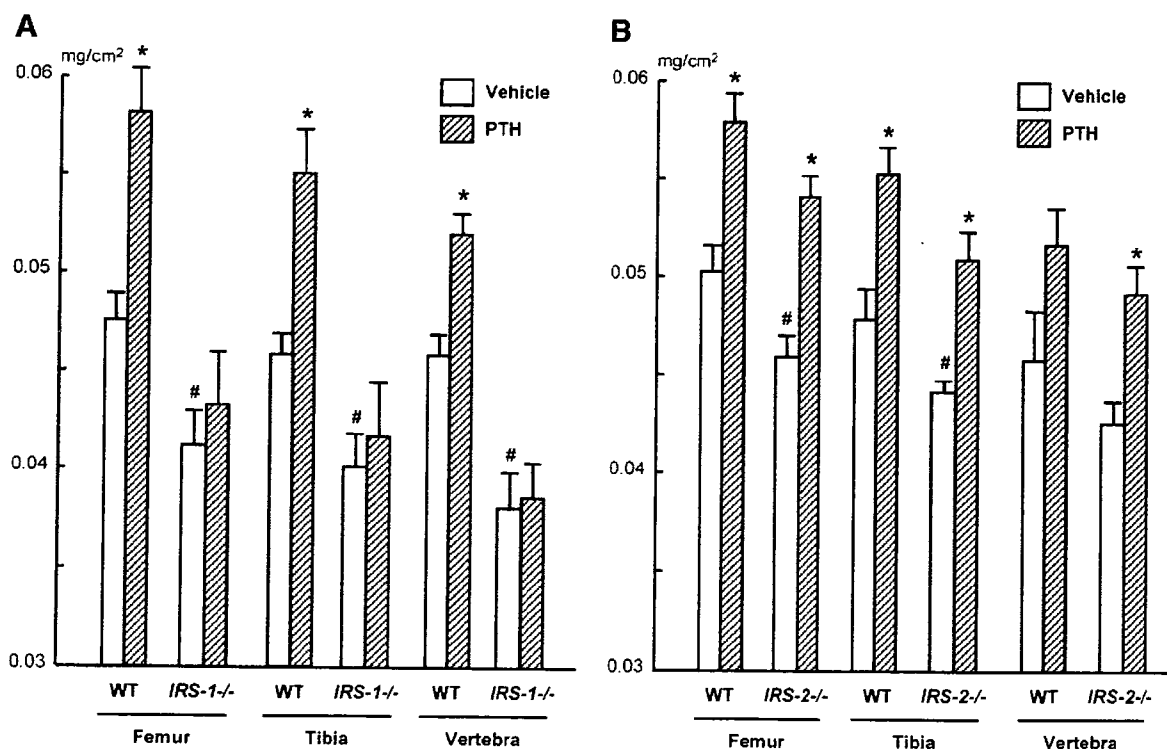 A
mg/cm²
0.06
0.05
0.04
0.03
*
*
*
#
#
#
Vehicle
PTH
WT IRS-1-/- WT IRS-1-/- WT IRS-1-/-
Femur Tibia Vertebra
B
mg/cm²
0.06
0.05
0.04
0.03
*
*
*
*
*
#
#
Vehicle
PTH
WT IRS-2-/- WT IRS-2-/- WT IRS-2-/-
Femur Tibia Vertebra